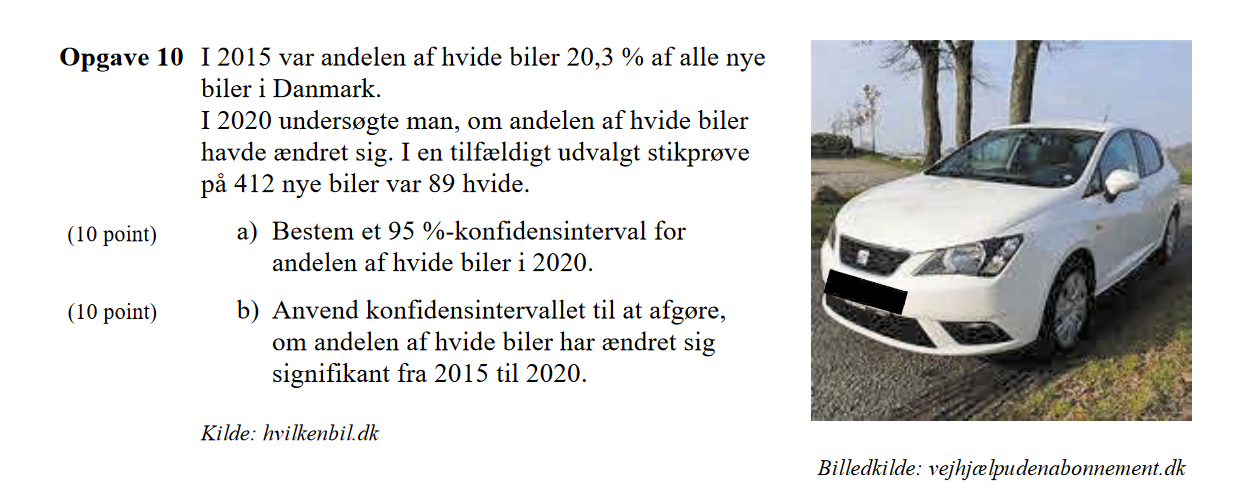 Opgave 10 I 2015 var andelen af hvide biler 20,3 % af alle nye
biler i Danmark.
I 2020 undersøgte man, om andelen af hvide biler
havde ændret sig. I en tilfældigt udvalgt stikprøve
på 412 nye biler var 89 hvide.
(10 point) a) Bestem et 95 %-konfidensinterval for
andelen af hvide biler i 2020.
(10 point) b) Anvend konfidensintervallet til at afgøre,
om andelen af hvide biler har ændret sig
signifikant fra 2015 til 2020.
Kilde: hvilkenbil.dk
Billedkilde: vejhjælpudenabonnement.dk